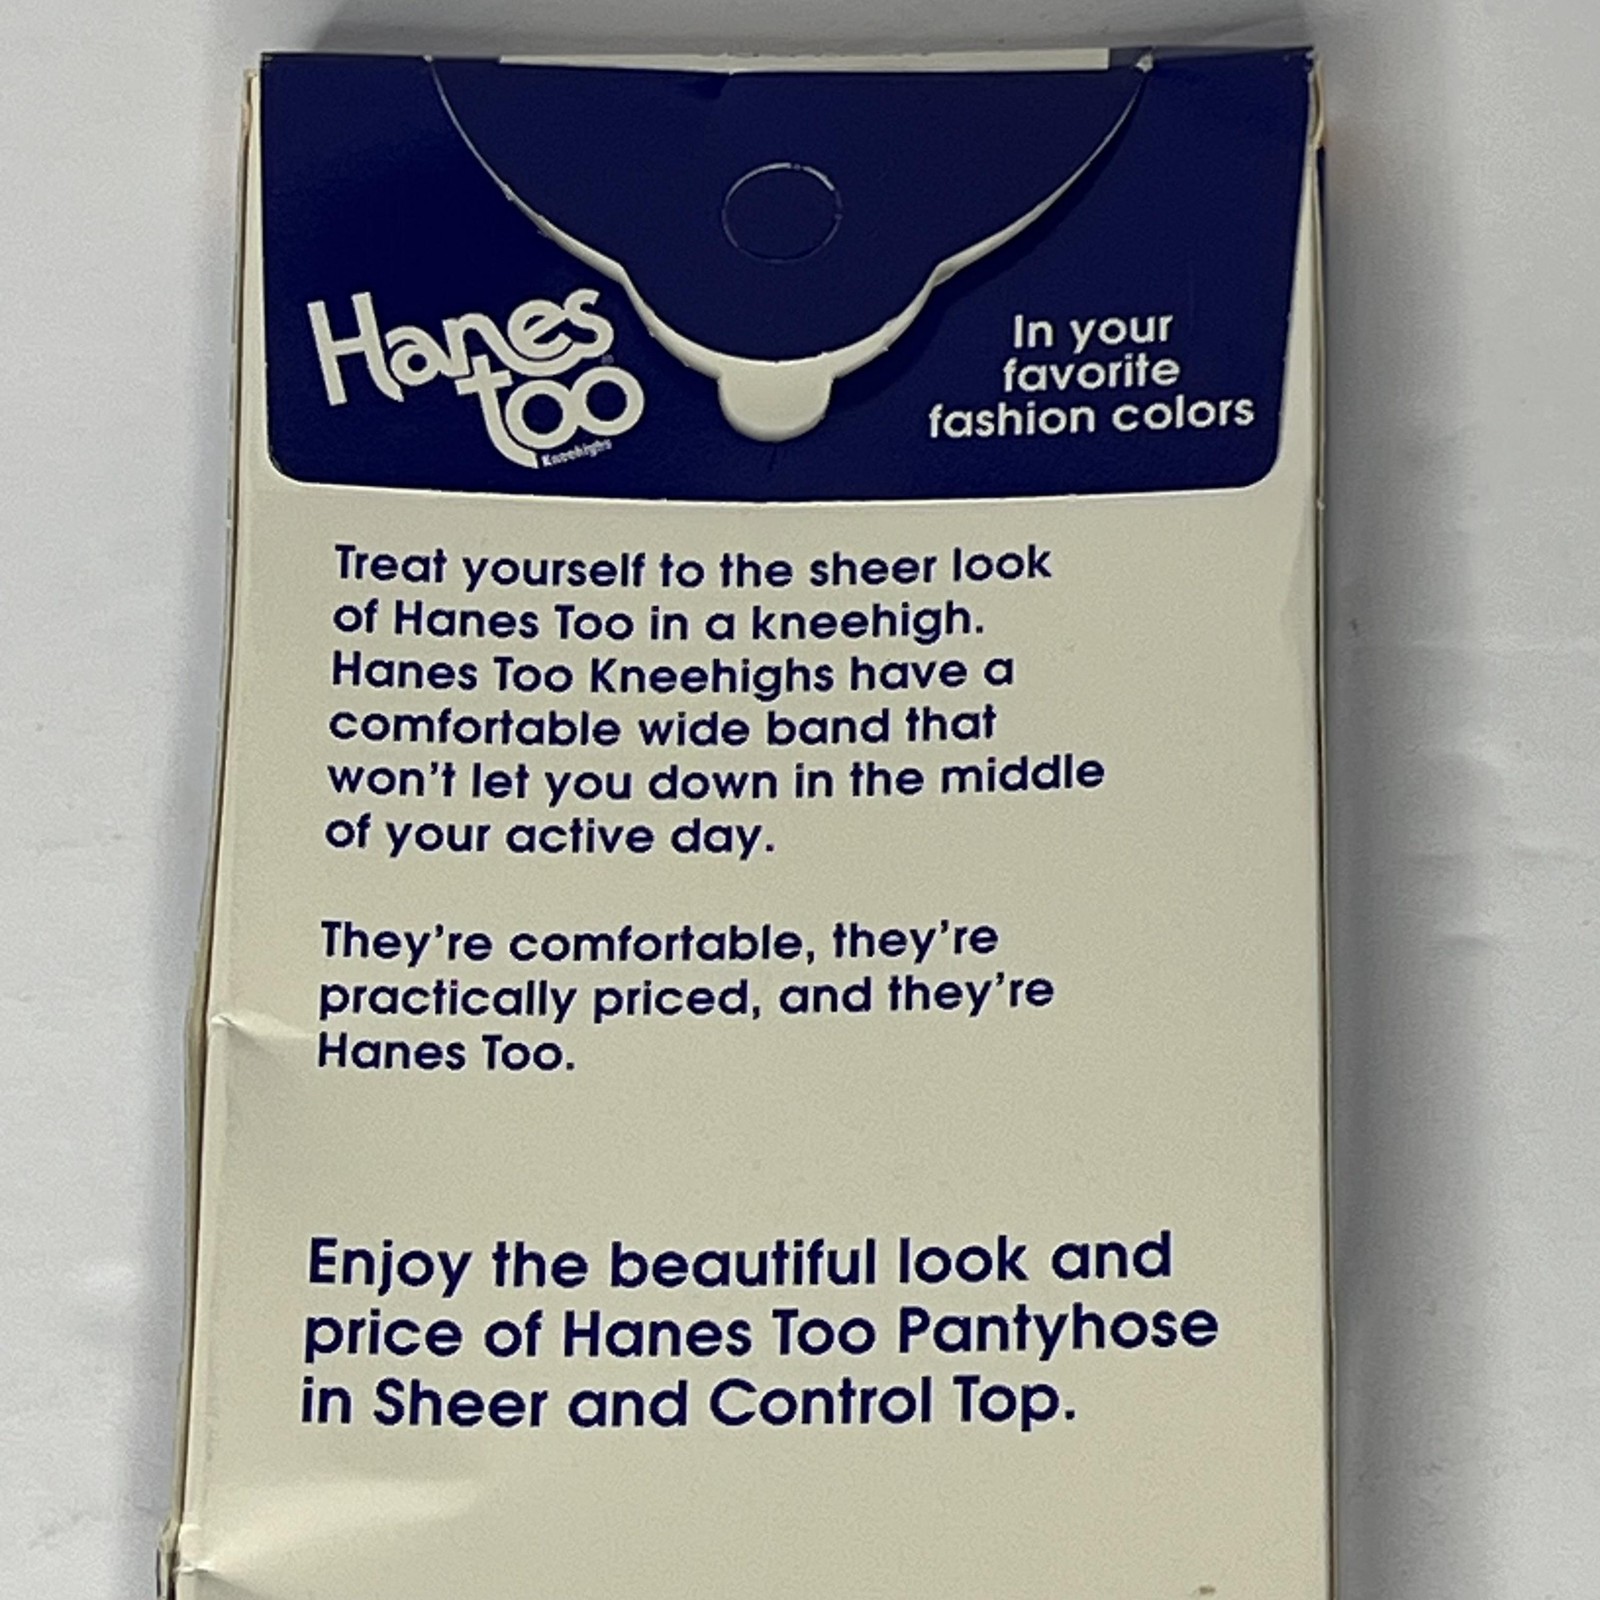 Hanes
too
Kneehighs
In your
favorite
fashion colors
Treat yourself to the sheer look
of Hanes Too in a kneehigh.
Hanes Too Kneehighs have a
comfortable wide band that
won't let you down in the middle
of your active day.
They're comfortable, they're
practically priced, and they're
Hanes Too.
Enjoy the beautiful look and
price of Hanes Too Pantyhose
in Sheer and Control Top.